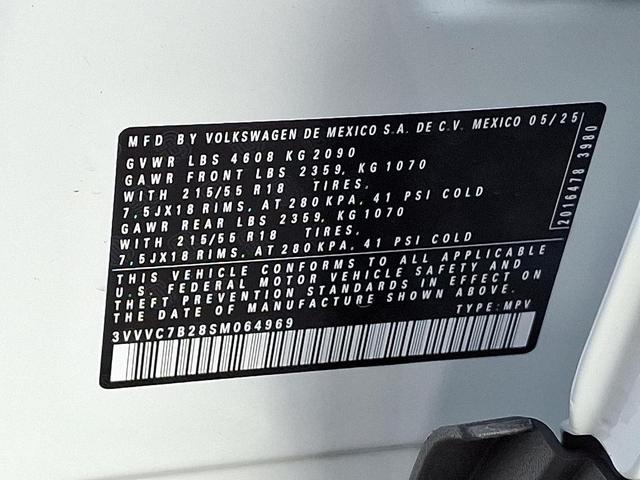 MFD BY VOLKSWAGEN DE MEXICO S.A. DE C.V. MEXICO 05/25
GVWR LBS 4608 KG 2090
GAWR FRONT LBS 2359, KG 1070
WITH 215/55 R18 TIRES,
7.5JX18 RIMS, AT 280 KPA, 41 PSI COLD
GAWR REAR LBS 2359, KG 1070
WITH 215/55 R18 TIRES,
7.5JX18 RIMS, AT 280 KPA, 41 PSI COLD
2016478 3980
THIS VEHICLE CONFORMS TO ALL APPLICABLE
U.S. FEDERAL MOTOR VEHICLE SAFETY AND
THEFT PREVENTION STANDARDS IN EFFECT ON
THE DATE OF MANUFACTURE SHOWN ABOVE.
3VVVC7B28SM064969 TYPE: MPV